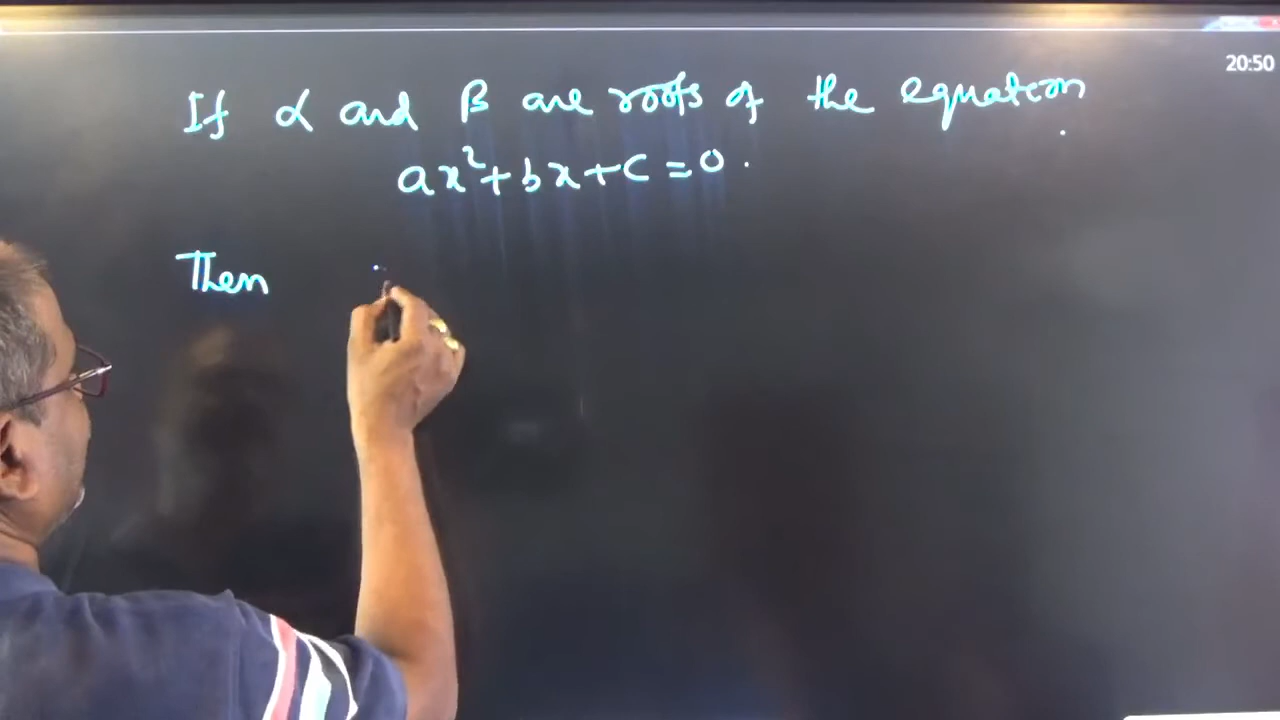 20:50
If α and β are roots of the equation
ax²+bx+c=0.
Then